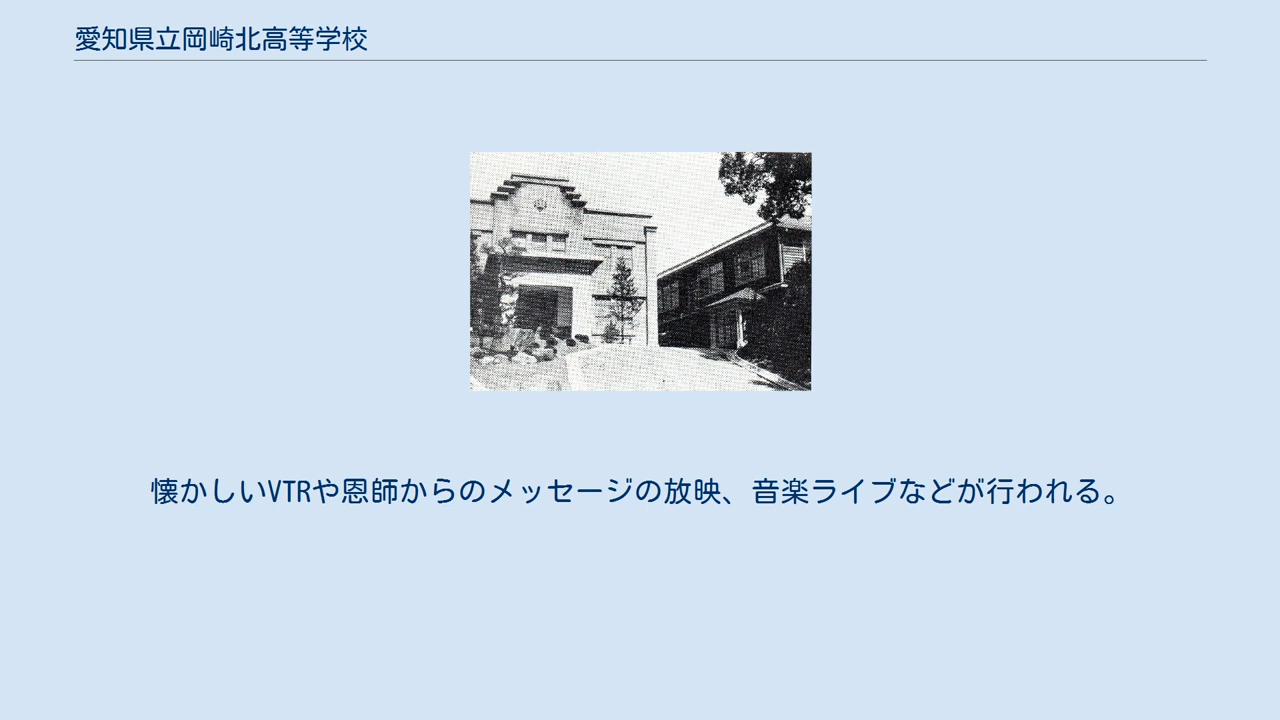 愛知県立岡崎北高等学校
懐かしいVTRや恩師からのメッセージの放映、音楽ライブなどが行われる。